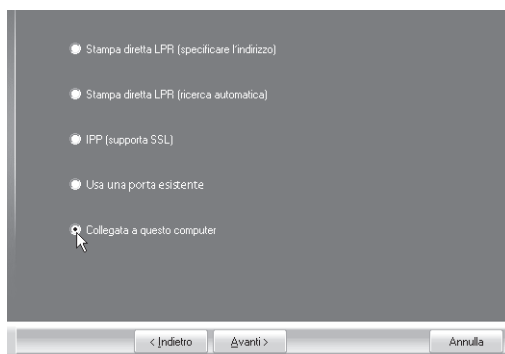 Stampa diretta LPR (specificare l'indirizzo)
Stampa diretta LPR (ricerca automatica)
IPP (supporta SSL)
Usa una porta esistente
Collegata a questo computer
< Indietro Avanti > Annulla